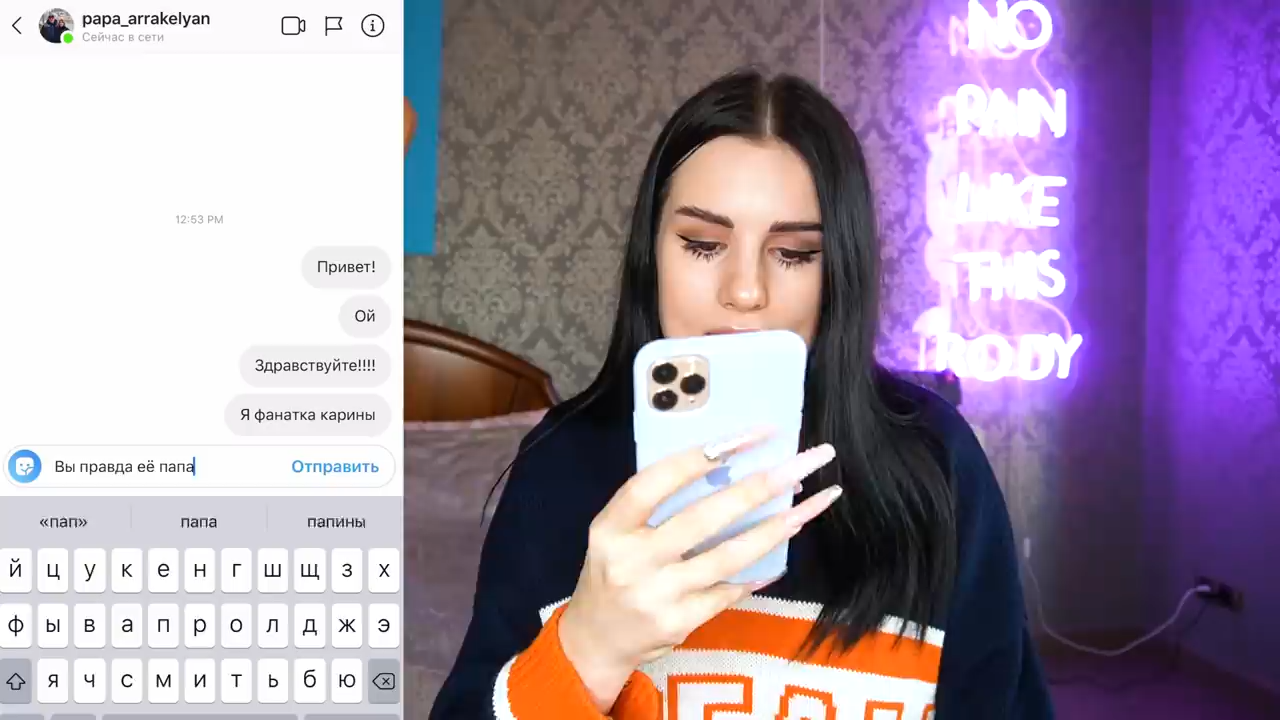 papa_arrakelyan
Сейчас в сети
12:53 PM
Привет!
Ой
Здравствуйте!!!!
Я фанатка карины
Вы правда её папа
Отправить
«пап» папа папины
й ц у к е н г ш щ з х
ф ы в а п р о л д ж э
я ч с м и т ь б ю
NO
PAIN
LIKE
THIS
BODY